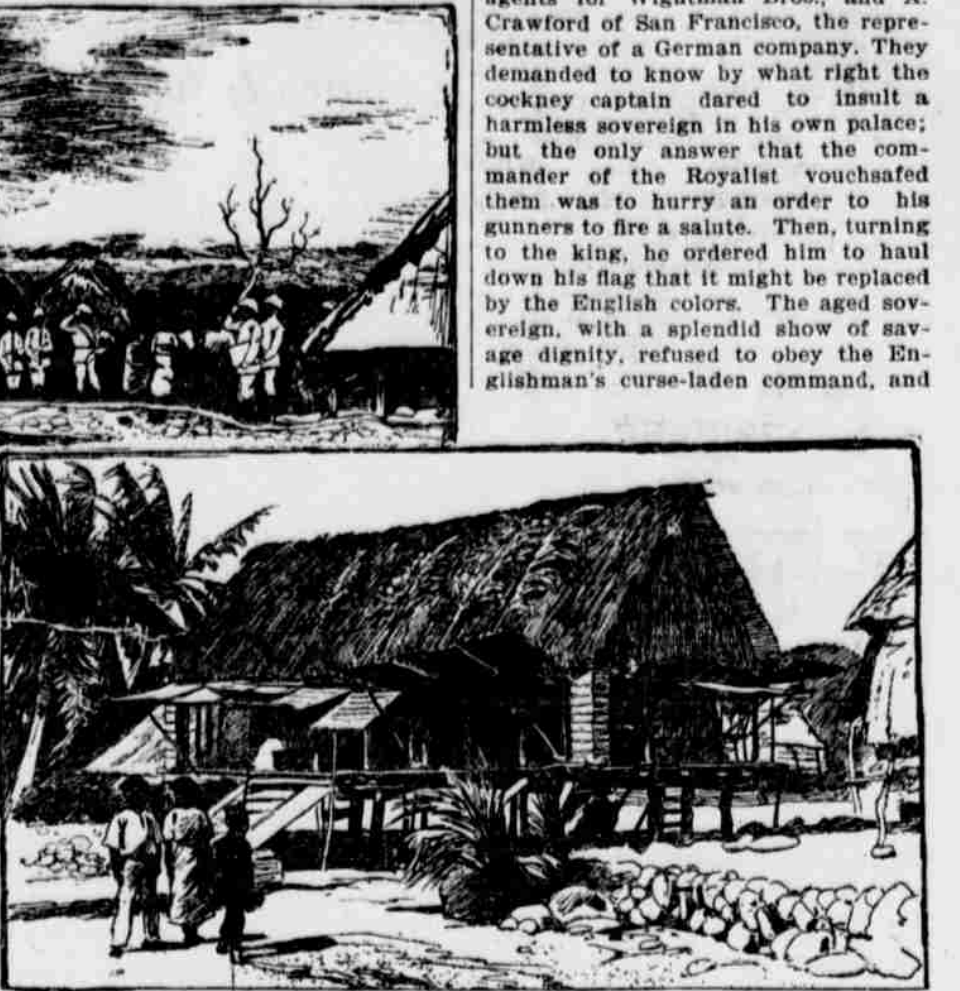 agents for Wightman Bros., and A.
Crawford of San Francisco, the repre-
sentative of a German company. They
demanded to know by what right the
cockney captain dared to insult a
harmless sovereign in his own palace;
but the only answer that the com-
mander of the Royalist vouchsafed
them was to hurry an order to his
gunners to fire a salute. Then, turning
to the king, he ordered him to haul
down his flag that it might be replaced
by the English colors. The aged sov-
ereign, with a splendid show of sav-
age dignity, refused to obey the En-
glishman's curse-laden command, and